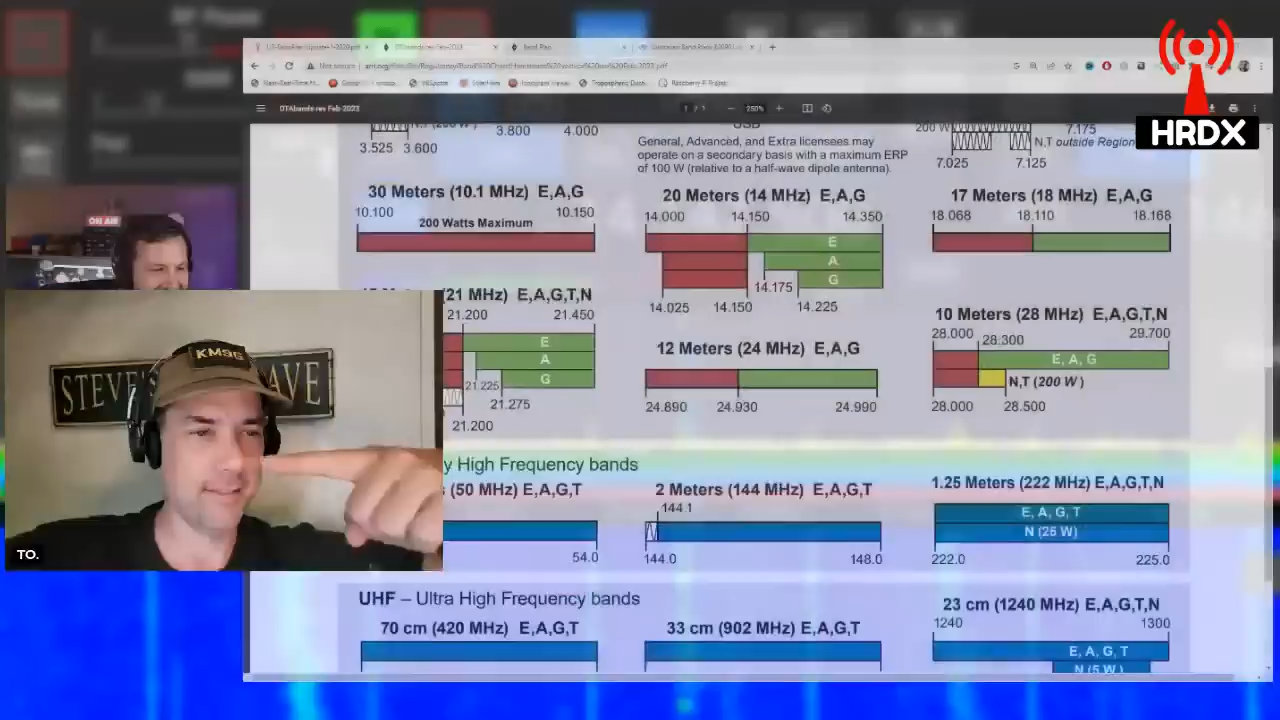 HRDX
DTAbands rev Feb 2023
250%
3.800
4.000
USB
200 W
7.175
3.525
3.600
General, Advanced, and Extra licensees may
operate on a secondary basis with a maximum ERP
of 100 W (relative to a half-wave dipole antenna).
N,T outside Region
7.025
7.125
30 Meters (10.1 MHz) E,A,G
10.100
10.150
200 Watts Maximum
20 Meters (14 MHz) E,A,G
14.000
14.150
14.350
E
A
G
14.175
14.025
14.150
14.225
17 Meters (18 MHz) E,A,G
18.068
18.110
18.168
ON AIR
(21 MHz) E,A,G,T,N
21.200
21.450
E
A
G
21.225
21.275
21.200
12 Meters (24 MHz) E,A,G
24.890
24.930
24.990
10 Meters (28 MHz) E,A,G,T,N
28.000
28.300
29.700
E, A, G
N,T (200 W)
28.000
28.500
STEVE'S
AVE
KM9G
y High Frequency bands
(50 MHz) E,A,G,T
54.0
2 Meters (144 MHz) E,A,G,T
144.1
144.0
148.0
1.25 Meters (222 MHz) E,A,G,T,N
E, A, G, T
N (25 W)
222.0
225.0
TO.
UHF – Ultra High Frequency bands
70 cm (420 MHz) E,A,G,T
33 cm (902 MHz) E,A,G,T
23 cm (1240 MHz) E,A,G,T,N
1240
1300
E, A, G, T
N (5 W)